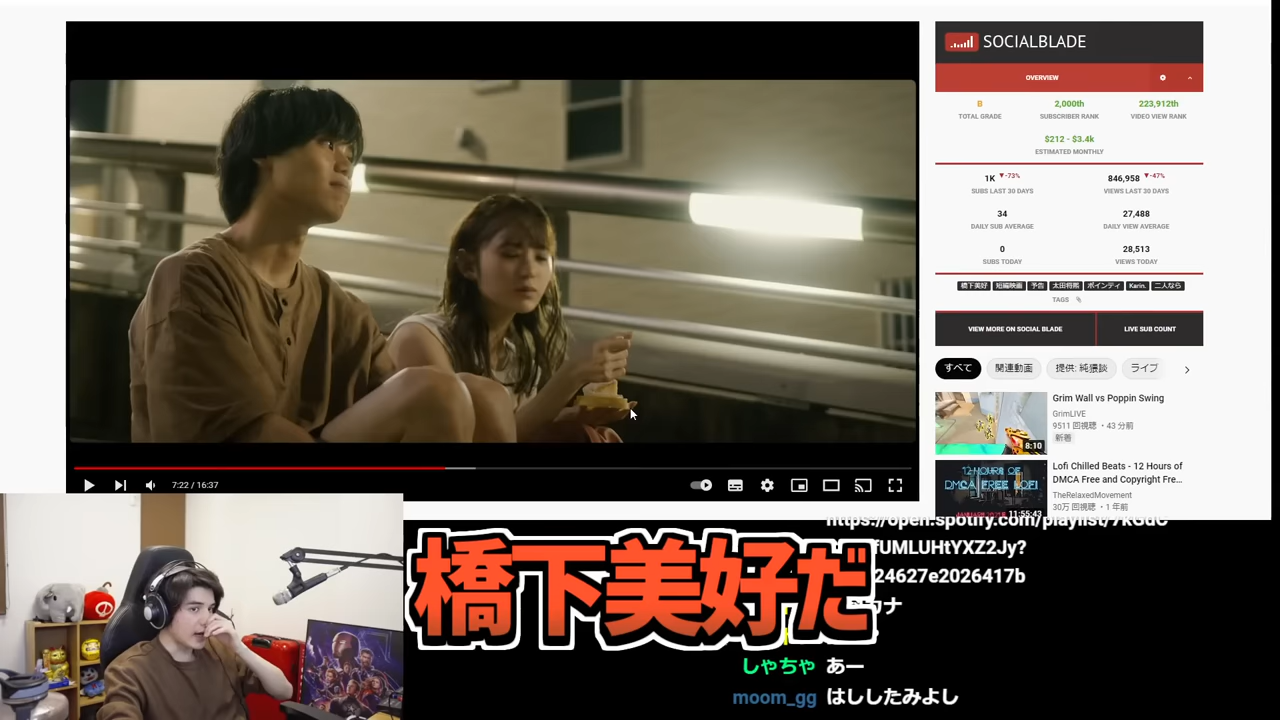 SOCIALBLADE
OVERVIEW
B
TOTAL GRADE
2,000th
SUBSCRIBER RANK
223,912th
VIDEO VIEW RANK
$212 - $3.4k
ESTIMATED MONTHLY
1K ▼-73%
SUBS LAST 30 DAYS
846,958 ▼-47%
VIEWS LAST 30 DAYS
34
DAILY SUB AVERAGE
27,488
DAILY VIEW AVERAGE
0
SUBS TODAY
28,513
VIEWS TODAY
橋下美好 短編映画 予告 太田将熙 ポインティ Karin. 二人なら
TAGS
VIEW MORE ON SOCIAL BLADE
LIVE SUB COUNT
すべて 関連動画 提供: 純猥談 ライブ
Grim Wall vs Poppin Swing
GrimLIVE
9511 回視聴 ・43 分前
新着
8:10
Lofi Chilled Beats - 12 Hours of
DMCA Free and Copyright Fre...
TheRelaxedMovement
30万 回視聴 ・1 年前
12 HOURS OF
DMCA FREE LOFI
11:55:43
7:22 / 16:37
https://open.spotify.com/playlist/7kGdC
fUMLUHtYXZ2Jy?
24627e2026417b
橋下美好だ
しゃちゃ あー
moom_gg はししたみよし